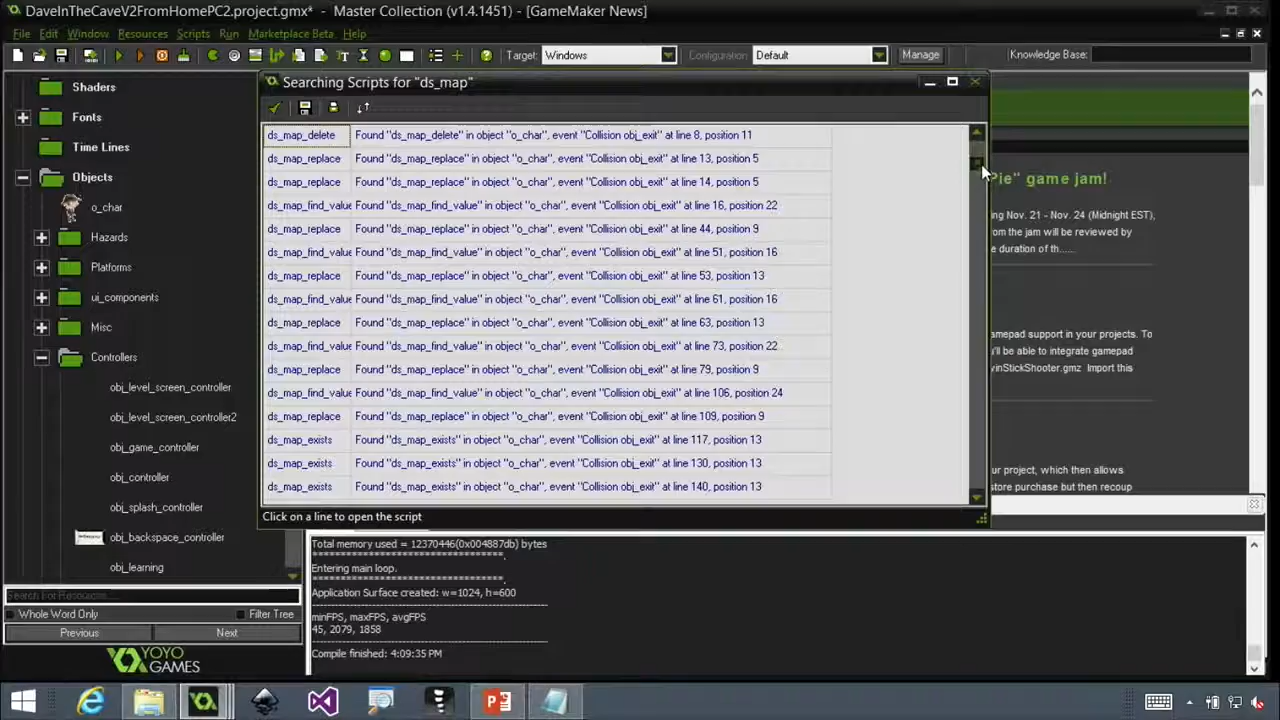 DaveInTheCaveV2FromHomePC2.project.gmx* - Master Collection (v1.4.1451) - [GameMaker News]
File Edit Window Resources Scripts Run Marketplace Beta Help
Target: Windows Configuration: Default Manage Knowledge Base:
Shaders
Fonts
Time Lines
Objects
o_char
Hazards
Platforms
ui_components
Misc
Controllers
obj_level_screen_controller
obj_level_screen_controller2
obj_game_controller
obj_controller
obj_splash_controller
obj_backspace_controller
obj_learning
Search For Resources.....
Whole Word Only Filter Tree
Previous Next
YOYO
GAMES
Searching Scripts for "ds_map"
ds_map_delete Found "ds_map_delete" in object "o_char", event "Collision obj_exit" at line 8, position 11
ds_map_replace Found "ds_map_replace" in object "o_char", event "Collision obj_exit" at line 13, position 5
ds_map_replace Found "ds_map_replace" in object "o_char", event "Collision obj_exit" at line 14, position 5
ds_map_find_value Found "ds_map_find_value" in object "o_char", event "Collision obj_exit" at line 16, position 22
ds_map_replace Found "ds_map_replace" in object "o_char", event "Collision obj_exit" at line 44, position 9
ds_map_find_value Found "ds_map_find_value" in object "o_char", event "Collision obj_exit" at line 51, position 16
ds_map_replace Found "ds_map_replace" in object "o_char", event "Collision obj_exit" at line 53, position 13
ds_map_find_value Found "ds_map_find_value" in object "o_char", event "Collision obj_exit" at line 61, position 16
ds_map_replace Found "ds_map_replace" in object "o_char", event "Collision obj_exit" at line 63, position 13
ds_map_find_value Found "ds_map_find_value" in object "o_char", event "Collision obj_exit" at line 73, position 22
ds_map_replace Found "ds_map_replace" in object "o_char", event "Collision obj_exit" at line 79, position 9
ds_map_find_value Found "ds_map_find_value" in object "o_char", event "Collision obj_exit" at line 106, position 24
ds_map_replace Found "ds_map_replace" in object "o_char", event "Collision obj_exit" at line 109, position 9
ds_map_exists Found "ds_map_exists" in object "o_char", event "Collision obj_exit" at line 117, position 13
ds_map_exists Found "ds_map_exists" in object "o_char", event "Collision obj_exit" at line 130, position 13
ds_map_exists Found "ds_map_exists" in object "o_char", event "Collision obj_exit" at line 140, position 13
Click on a line to open the script
Pie" game jam!
ing Nov. 21 - Nov. 24 (Midnight EST),
om the jam will be reviewed by
e duration of th......
mepad support in your projects. To
'll be able to integrate gamepad
vinStickShooter.gmz Import this
ur project, which then allows
store purchase but then recoup
Total memory used = 12370446(0x004887db) bytes
Entering main loop.
Application Surface created: w=1024, h=600
minFPS, maxFPS, avgFPS
45, 2079, 1858
Compile finished: 4:09:35 PM